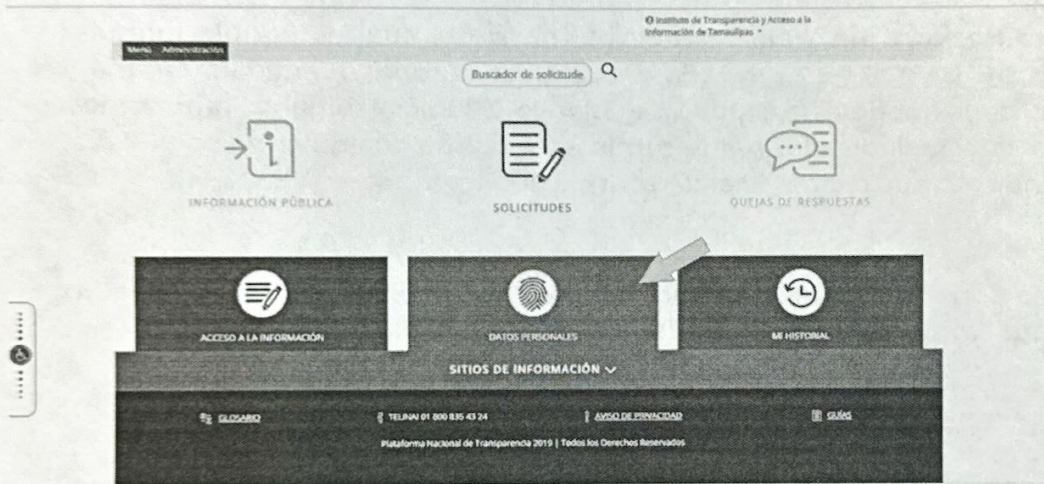 Instituto de Transparencia y Acceso a la
Información de Tamaulipas
Menú Administración
Buscador de solicitude
INFORMACIÓN PÚBLICA
SOLICITUDES
QUEJAS DE RESPUESTAS
ACCESO A LA INFORMACIÓN
DATOS PERSONALES
MI HISTORIAL
SITIOS DE INFORMACIÓN
GLOSARIO
TELINAI 01 800 835 43 24
AVISO DE PRIVACIDAD
GUÍAS
Plataforma Nacional de Transparencia 2019 | Todos los Derechos Reservados